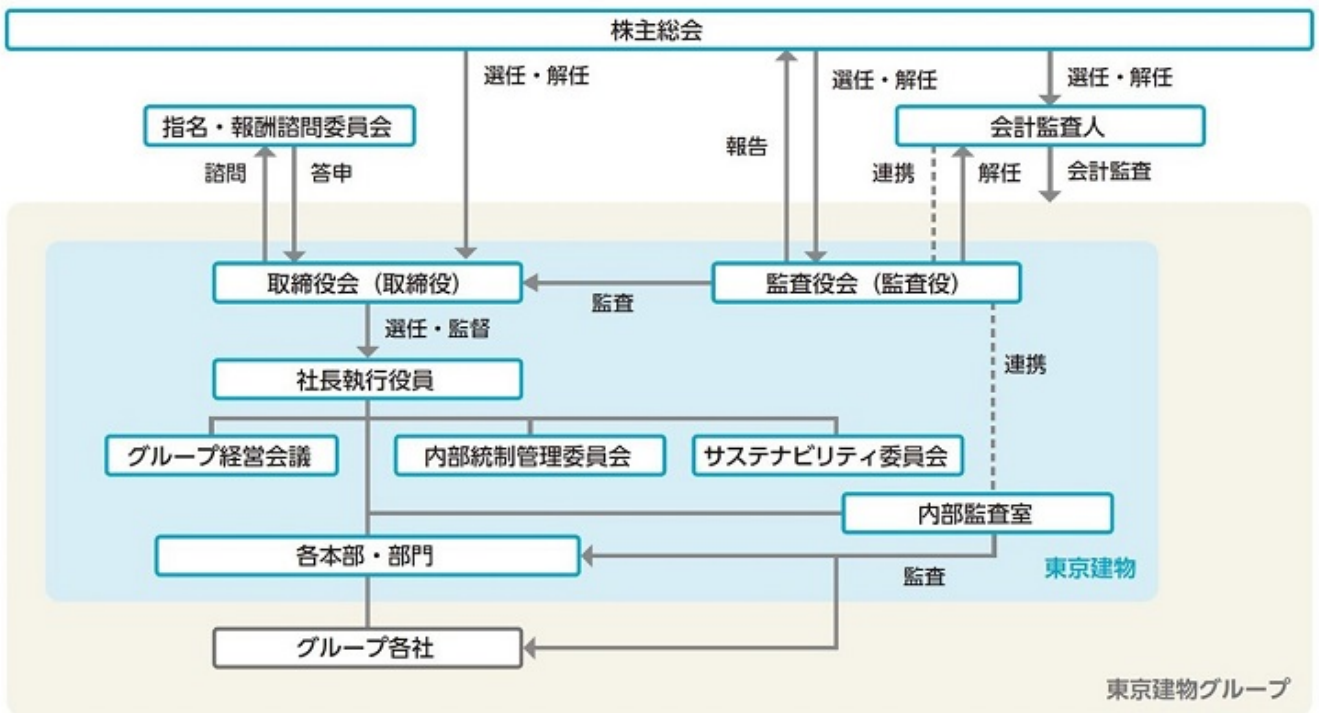 株主総会
選任・解任
選任・解任
選任・解任
指名・報酬諮問委員会
会計監査人
諮問
答申
報告
連携
解任
会計監査
取締役会（取締役）
監査役会（監査役）
監査
選任・監督
社長執行役員
連携
グループ経営会議
内部統制管理委員会
サステナビリティ委員会
内部監査室
各本部・部門
監査
東京建物
グループ各社
東京建物グループ